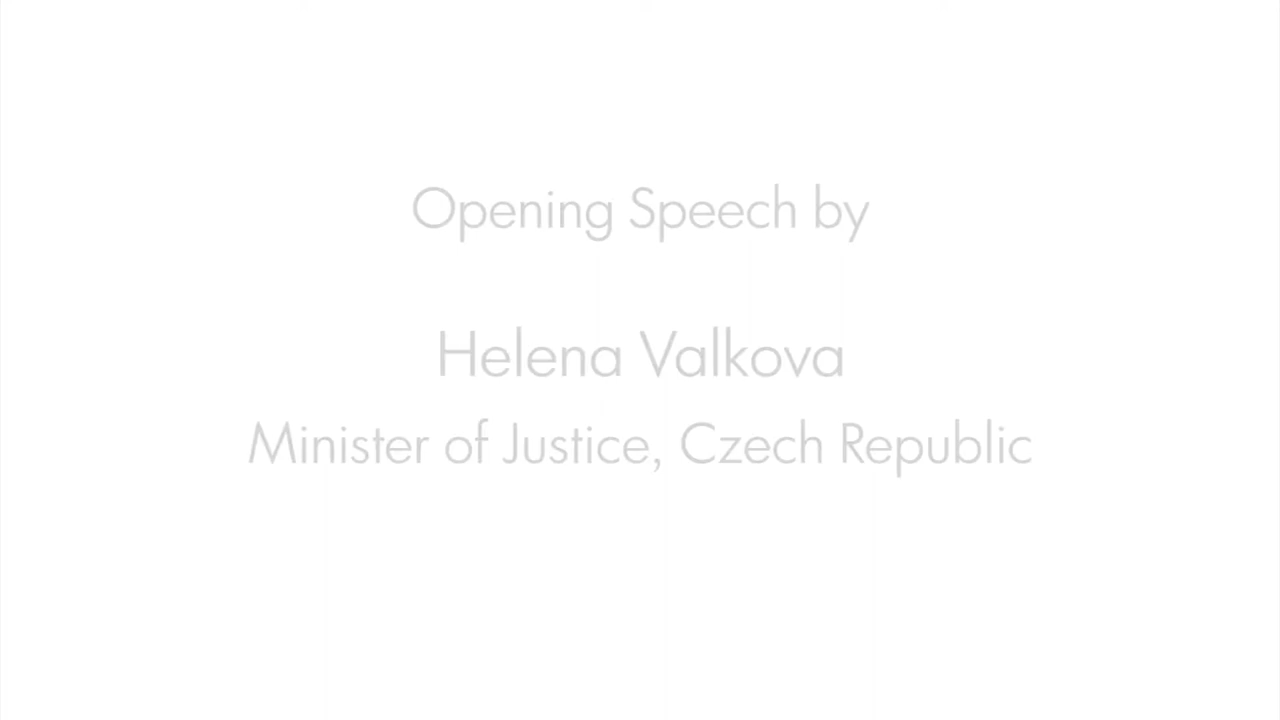 Opening Speech by
Helena Valkova
Minister of Justice, Czech Republic